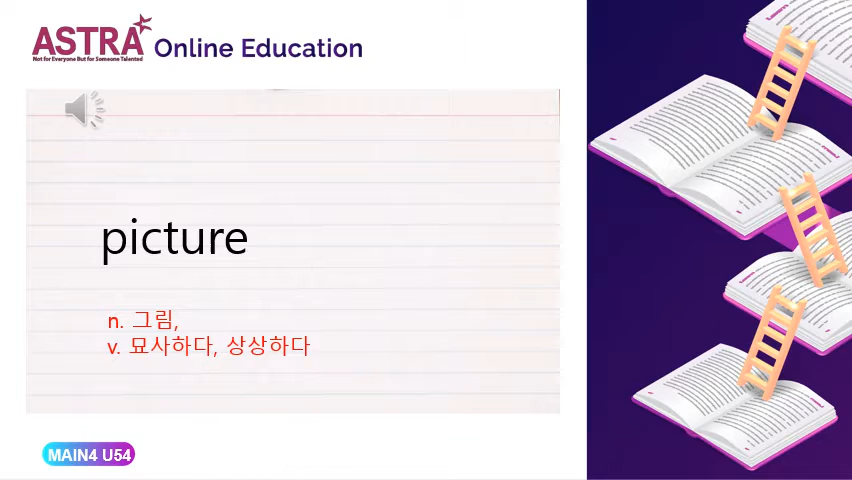 ASTRA Online Education
Not for Everyone But for Someone Talented
picture
n. 그림,
v. 묘사하다, 상상하다
MAIN4 U54